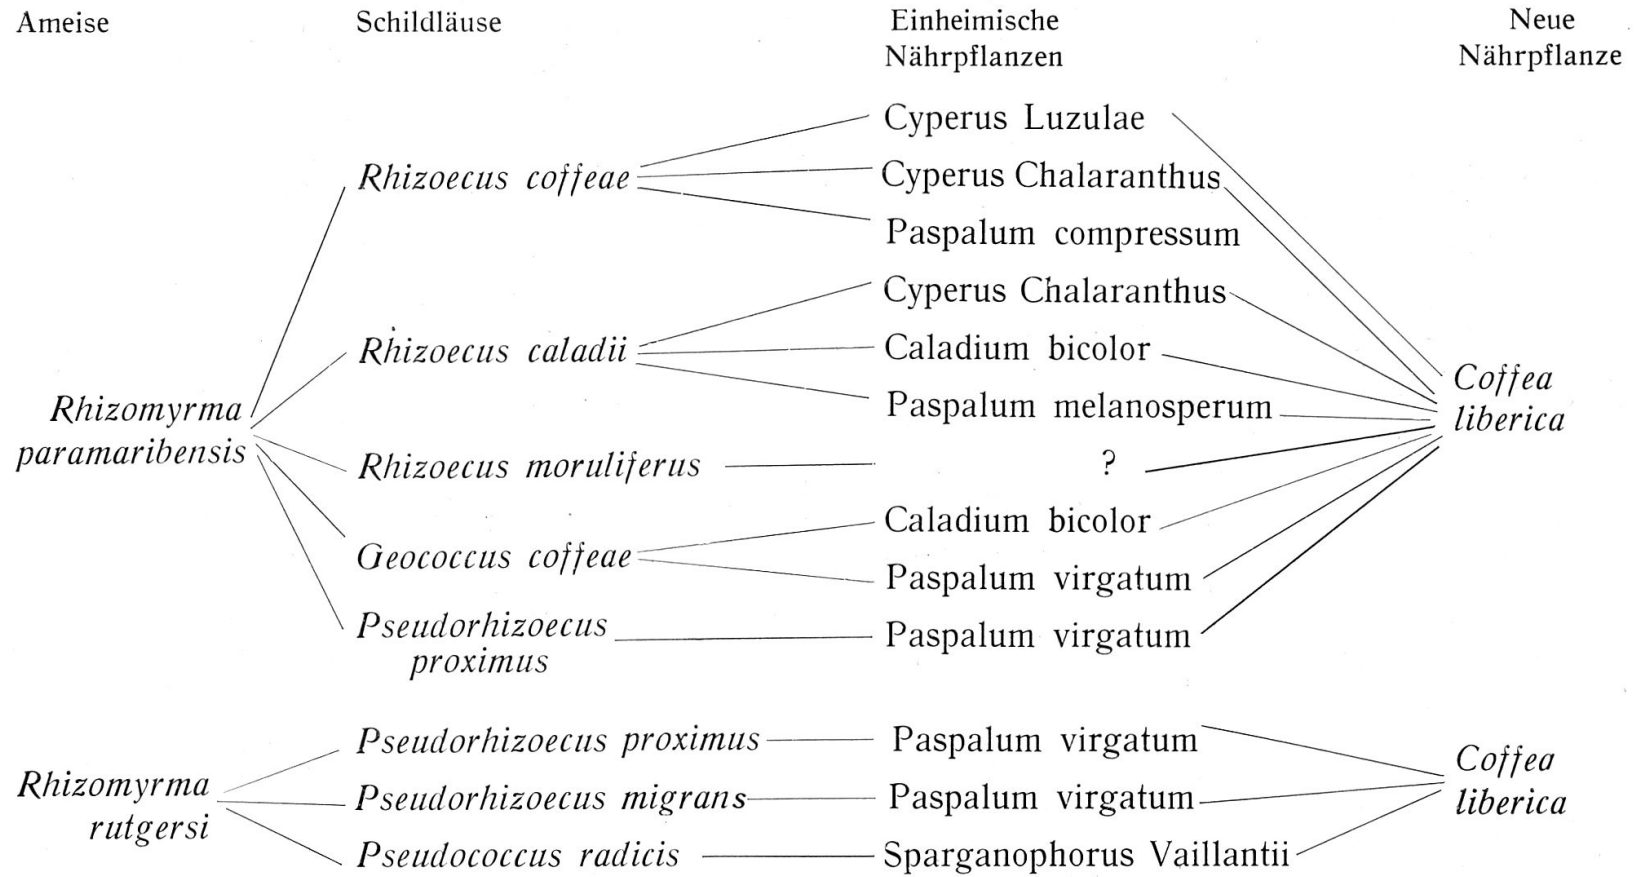 Ameise
Schildläuse
Einheimische
Nährpflanzen
Neue
Nährpflanze
Cyperus Luzulae
Rhizoecus coffeae
Cyperus Chalaranthus
Paspalum compressum
Cyperus Chalaranthus
Rhizoecus caladii
Caladium bicolor
Paspalum melanosperum
Rhizomyrma
paramaribensis
Coffea
liberica
Rhizoecus moruliferus
?
Caladium bicolor
Geococcus coffeae
Paspalum virgatum
Pseudorhizoecus
proximus
Paspalum virgatum
Pseudorhizoecus proximus
Paspalum virgatum
Rhizomyrma
rutgersi
Pseudorhizoecus migrans
Paspalum virgatum
Coffea
liberica
Pseudococcus radicis
Sparganophorus Vaillantii